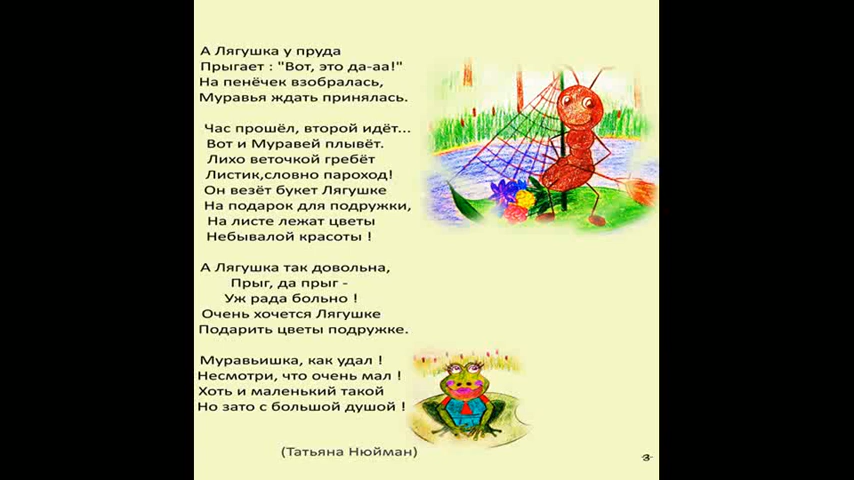 А Лягушка у пруда
Прыгает : "Вот, это да-аа!"
На пенёчек взобралась,
Муравья ждать принялась.
Час прошёл, второй идёт...
Вот и Муравей плывёт.
Лихо веточкой гребёт
Листик,словно пароход!
Он везёт букет Лягушке
На подарок для подружки,
На листе лежат цветы
Небывалой красоты !
А Лягушка так довольна,
Прыг, да прыг -
Уж рада больно !
Очень хочется Лягушке
Подарить цветы подружке.
Муравьишка, как удал !
Несмотри, что очень мал !
Хоть и маленький такой
Но зато с большой душой !
(Татьяна Нюйман)
3